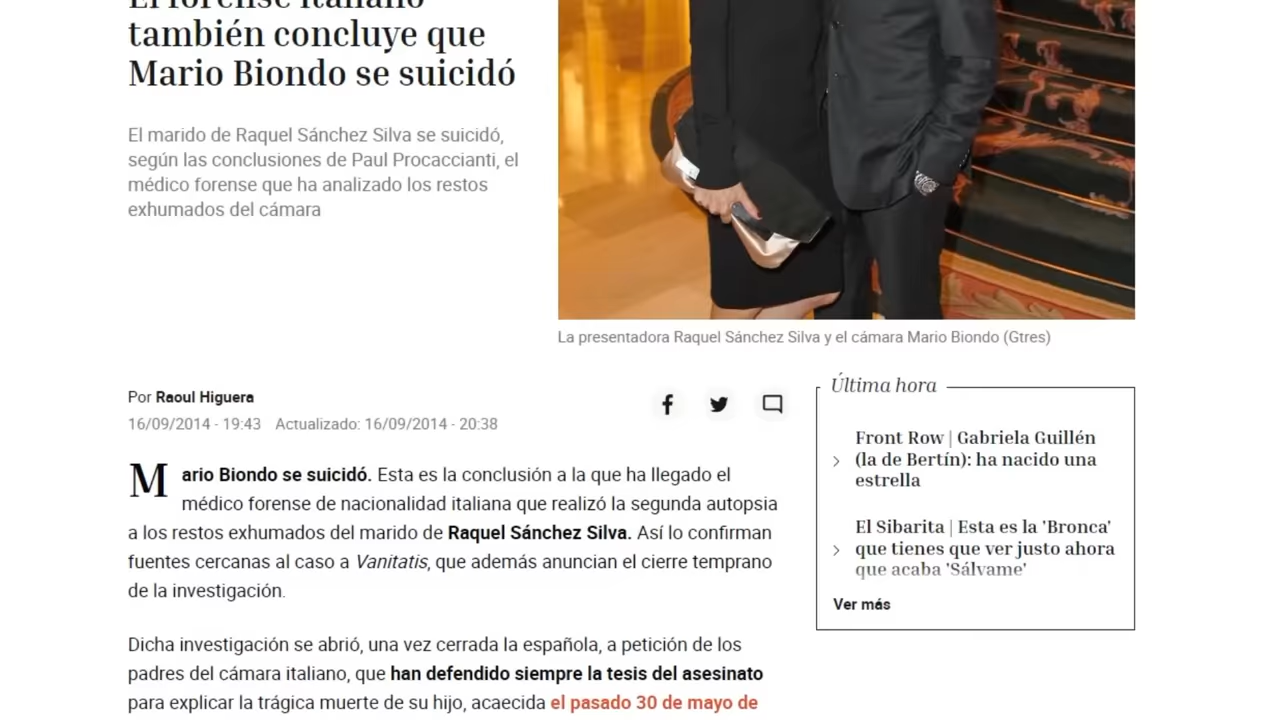 El forense italiano
también concluye que
Mario Biondo se suicidó
El marido de Raquel Sánchez Silva se suicidó,
según las conclusiones de Paul Procaccianti, el
médico forense que ha analizado los restos
exhumados del cámara
La presentadora Raquel Sánchez Silva y el cámara Mario Biondo (Gtres)
Por Raoul Higuera
16/09/2014 - 19:43 Actualizado: 16/09/2014 - 20:38
Mario Biondo se suicidó. Esta es la conclusión a la que ha llegado el
médico forense de nacionalidad italiana que realizó la segunda autopsia
a los restos exhumados del marido de Raquel Sánchez Silva. Así lo confirman
fuentes cercanas al caso a Vanitatis, que además anuncian el cierre temprano
de la investigación.
Dicha investigación se abrió, una vez cerrada la española, a petición de los
padres del cámara italiano, que han defendido siempre la tesis del asesinato
para explicar la trágica muerte de su hijo, acaecida el pasado 30 de mayo de
Última hora
Front Row | Gabriela Guillén
(la de Bertín): ha nacido una
estrella
El Sibarita | Esta es la 'Bronca'
que tienes que ver justo ahora
que acaba 'Sálvame'
Ver más